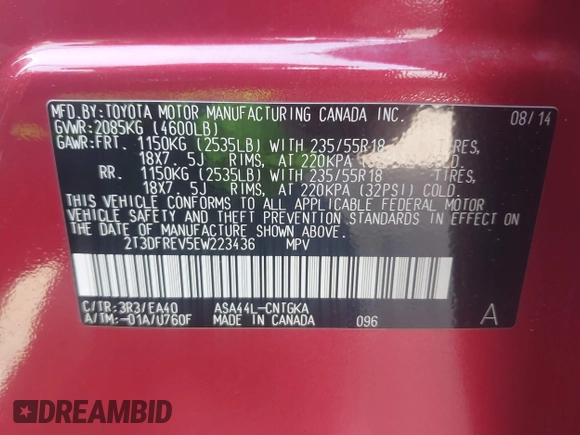 MFD.BY:TOYOTA MOTOR MANUFACTURING CANADA INC. 08/14
GVWR:2085KG (4600LB)
GAWR:FRT. 1150KG (2535LB) WITH 235/55R18 TIRES,
18X7. 5J RIMS, AT 220KPA COLD.
RR. 1150KG (2535LB) WITH 235/55R18 TIRES,
18X7. 5J RIMS, AT 220KPA (32PSI) COLD.
THIS VEHICLE CONFORMS TO ALL APPLICABLE FEDERAL MOTOR
VEHICLE SAFETY AND THEFT PREVENTION STANDARDS IN EFFECT ON
THE DATE OF MANUFACTURE SHOWN ABOVE.
2T3DFREV5EW223436 MPV
C/TR:3R3/EA40 ASA44L-CNTGKA
A/TM:-01A/U760F MADE IN CANADA 096 A
DREAMBID